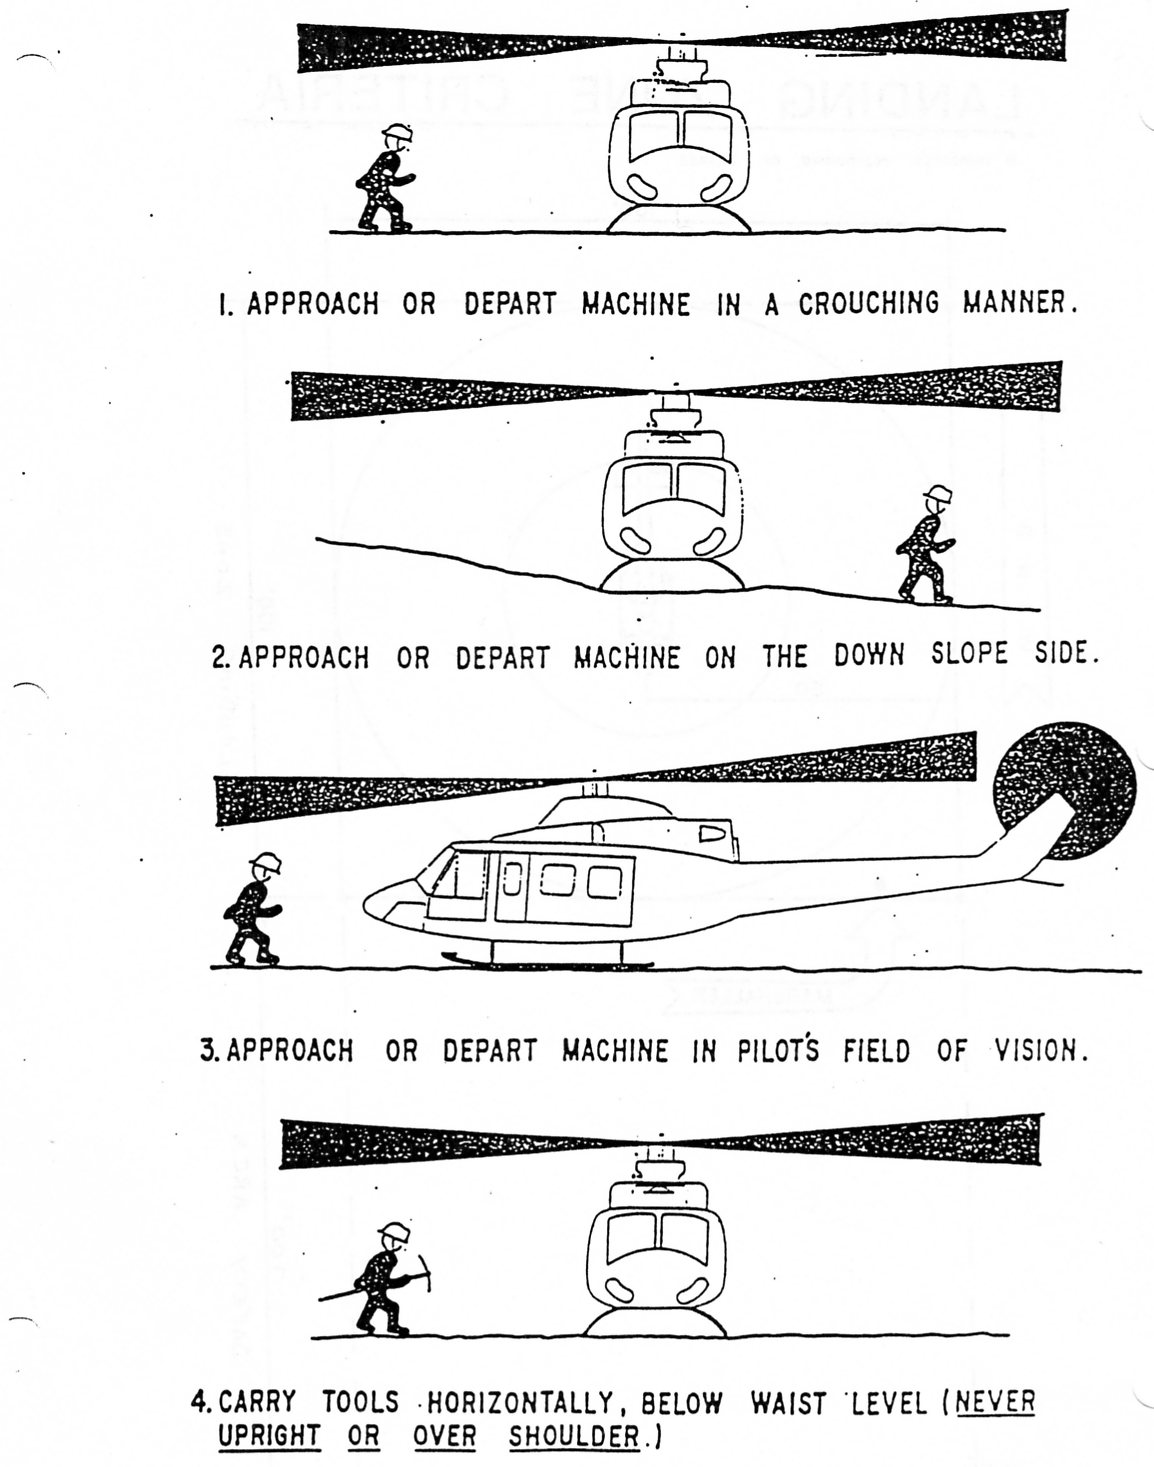 1. APPROACH OR DEPART MACHINE IN A CROUCHING MANNER.
2. APPROACH OR DEPART MACHINE ON THE DOWN SLOPE SIDE.
3. APPROACH OR DEPART MACHINE IN PILOT'S FIELD OF VISION.
4. CARRY TOOLS HORIZONTALLY, BELOW WAIST LEVEL (NEVER
UPRIGHT OR OVER SHOULDER.)